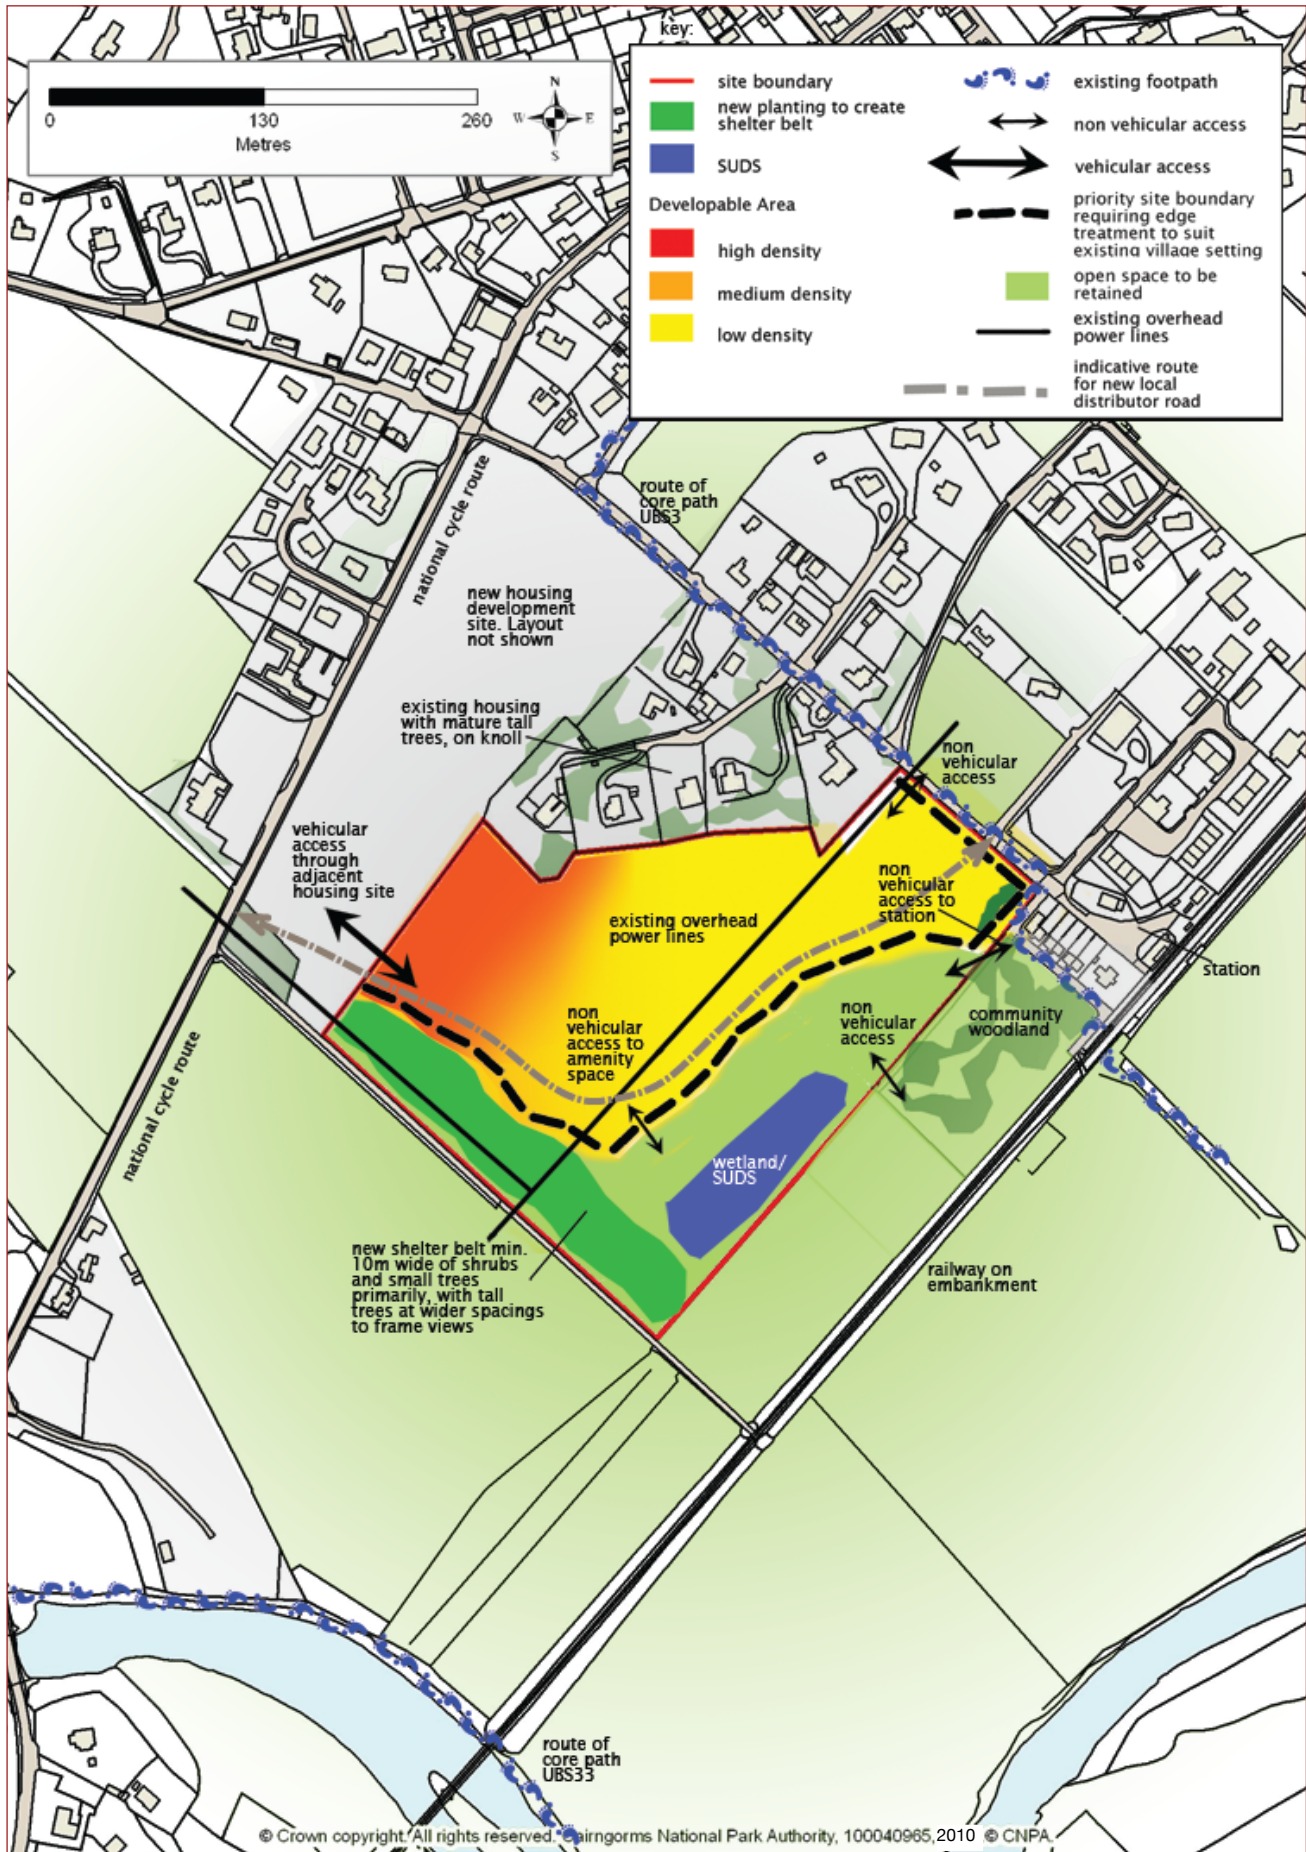 key:
0
130
260
Metres
N
W
E
S
site boundary
new planting to create
shelter belt
SUDS
Developable Area
high density
medium density
low density
existing footpath
non vehicular access
vehicular access
priority site boundary
requiring edge
treatment to suit
existing village setting
open space to be
retained
existing overhead
power lines
indicative route
for new local
distributor road
route of
core path
UBS3
national cycle route
new housing
development
site. Layout
not shown
existing housing
with mature tall
trees, on knoll
non
vehicular
access
vehicular
access
through
adjacent
housing site
non
vehicular
access to
station
existing overhead
power lines
station
non
vehicular
access to
amenity
space
non
vehicular
access
community
woodland
national cycle route
wetland/
SUDS
new shelter belt min.
10m wide of shrubs
and small trees
primarily, with tall
trees at wider spacings
to frame views
railway on
embankment
route of
core path
UBS33
© Crown copyright. All rights reserved. Cairngorms National Park Authority, 100040965, 2010 © CNPA.